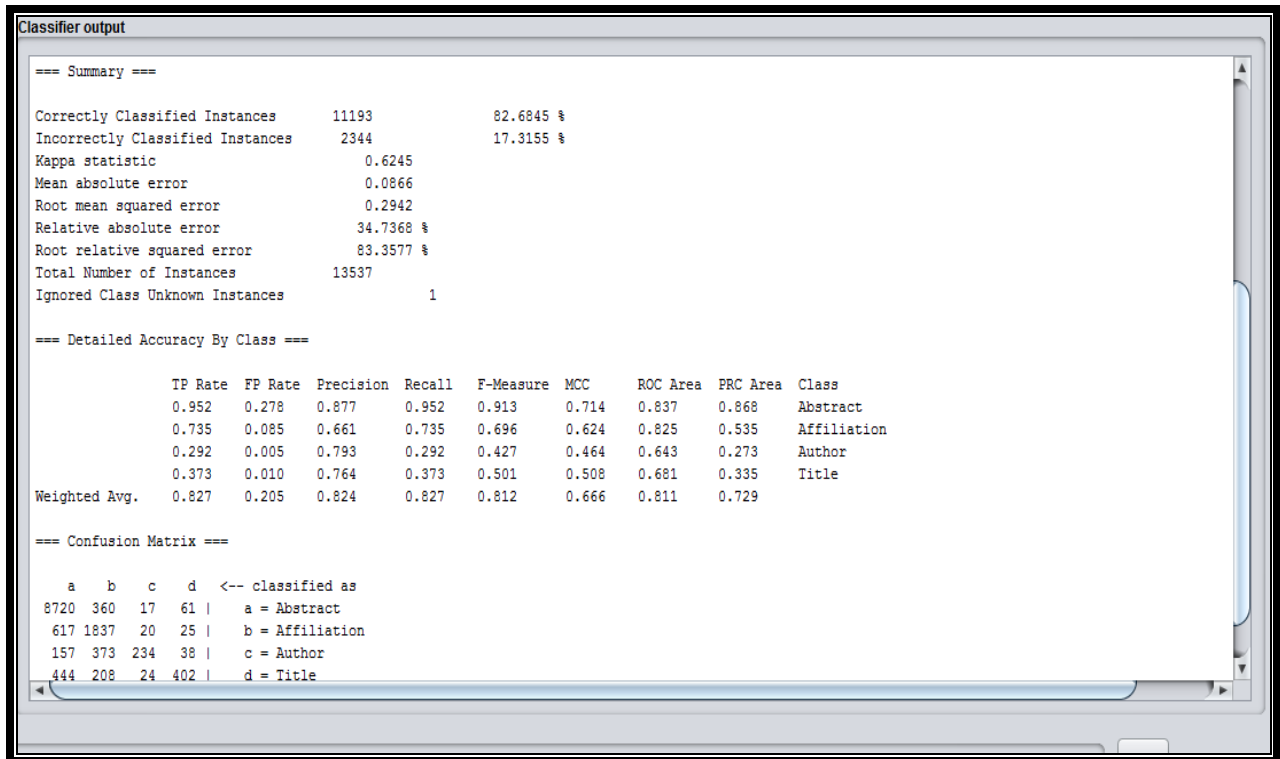 Classifier output
=== Summary ===
Correctly Classified Instances 11193 82.6845 %
Incorrectly Classified Instances 2344 17.3155 %
Kappa statistic 0.6245
Mean absolute error 0.0866
Root mean squared error 0.2942
Relative absolute error 34.7368 %
Root relative squared error 83.3577 %
Total Number of Instances 13537
Ignored Class Unknown Instances 1
=== Detailed Accuracy By Class ===
TP Rate FP Rate Precision Recall F-Measure MCC ROC Area PRC Area Class
0.952 0.278 0.877 0.952 0.913 0.714 0.837 0.868 Abstract
0.735 0.085 0.661 0.735 0.696 0.624 0.825 0.535 Affiliation
0.292 0.005 0.793 0.292 0.427 0.464 0.643 0.273 Author
0.373 0.010 0.764 0.373 0.501 0.508 0.681 0.335 Title
Weighted Avg. 0.827 0.205 0.824 0.827 0.812 0.666 0.811 0.729
=== Confusion Matrix ===
a b c d <-- classified as
8720 360 17 61 | a = Abstract
617 1837 20 25 | b = Affiliation
157 373 234 38 | c = Author
444 208 24 402 | d = Title